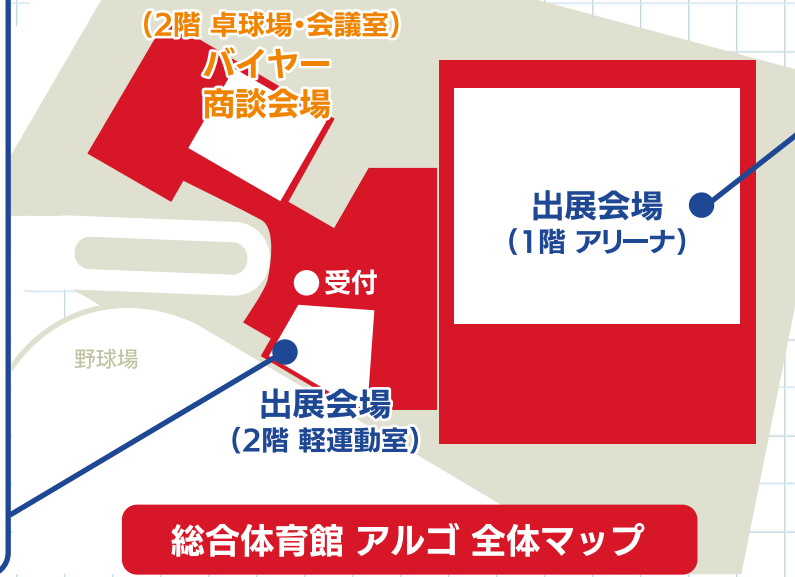 (2階 卓球場・会議室)
バイヤー
商談会場
出展会場
(1階 アリーナ)
受付
野球場
出展会場
(2階 軽運動室)
総合体育館 アルゴ 全体マップ